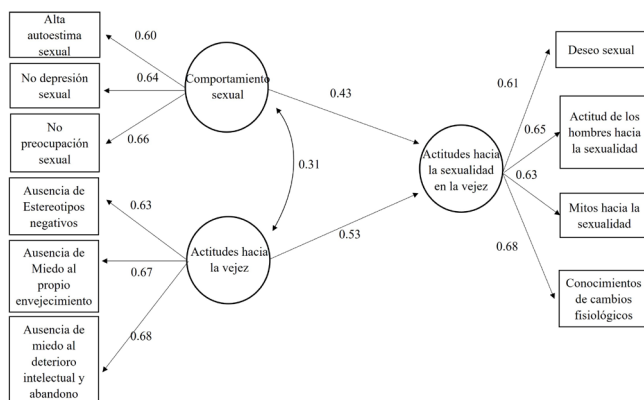 Alta
autoestima
sexual
0.60
No depresión
sexual
0.64
No
preocupación
sexual
0.66
Comportamiento
sexual
0.43
0.31
Ausencia de
Estereotipos
negativos
0.63
Ausencia de
Miedo al
propio
envejecimiento
0.67
Ausencia de
miedo al
deterioro
intelectual y
abandono
0.68
Actitudes hacia
la vejez
0.53
Actitudes hacia
la sexualidad
en la vejez
0.61
Deseo sexual
0.65
Actitud de los
hombres hacia
la sexualidad
0.63
Mitos hacia la
sexualidad
0.68
Conocimientos
de cambios
fisiológicos